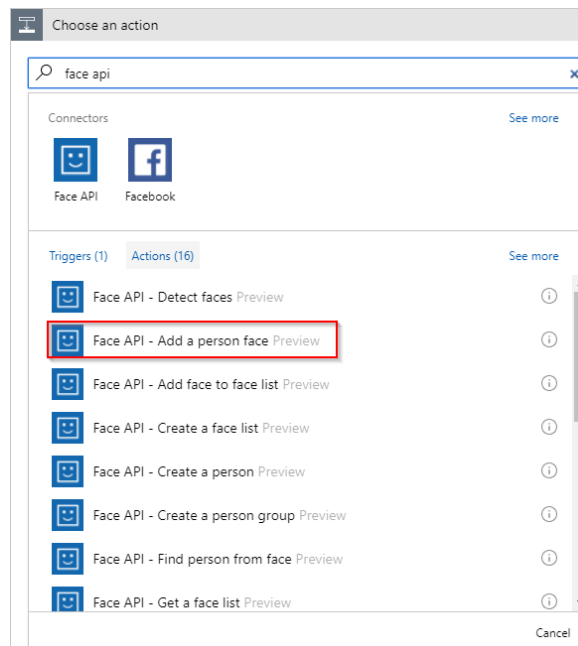 Choose an action
face api
Connectors
See more
Face API
Facebook
Triggers (1)
Actions (16)
See more
Face API - Detect faces Preview
Face API - Add a person face Preview
Face API - Add face to face list Preview
Face API - Create a face list Preview
Face API - Create a person Preview
Face API - Create a person group Preview
Face API - Find person from face Preview
Face API - Get a face list Preview
Cancel